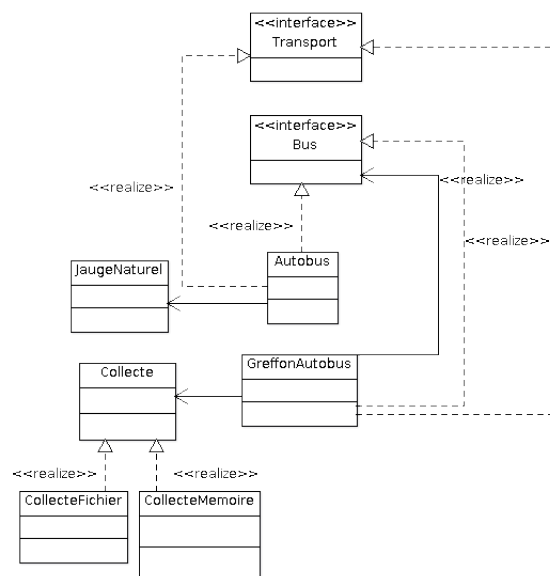 <<interface>>
Transport
<<interface>>
Bus
<<realize>>
<<realize>>
<<realize>>
<<realize>>
Autobus
JaugeNaturel
GreffonAutobus
Collecte
<<realize>>
<<realize>>
CollecteFichier
CollecteMemoire